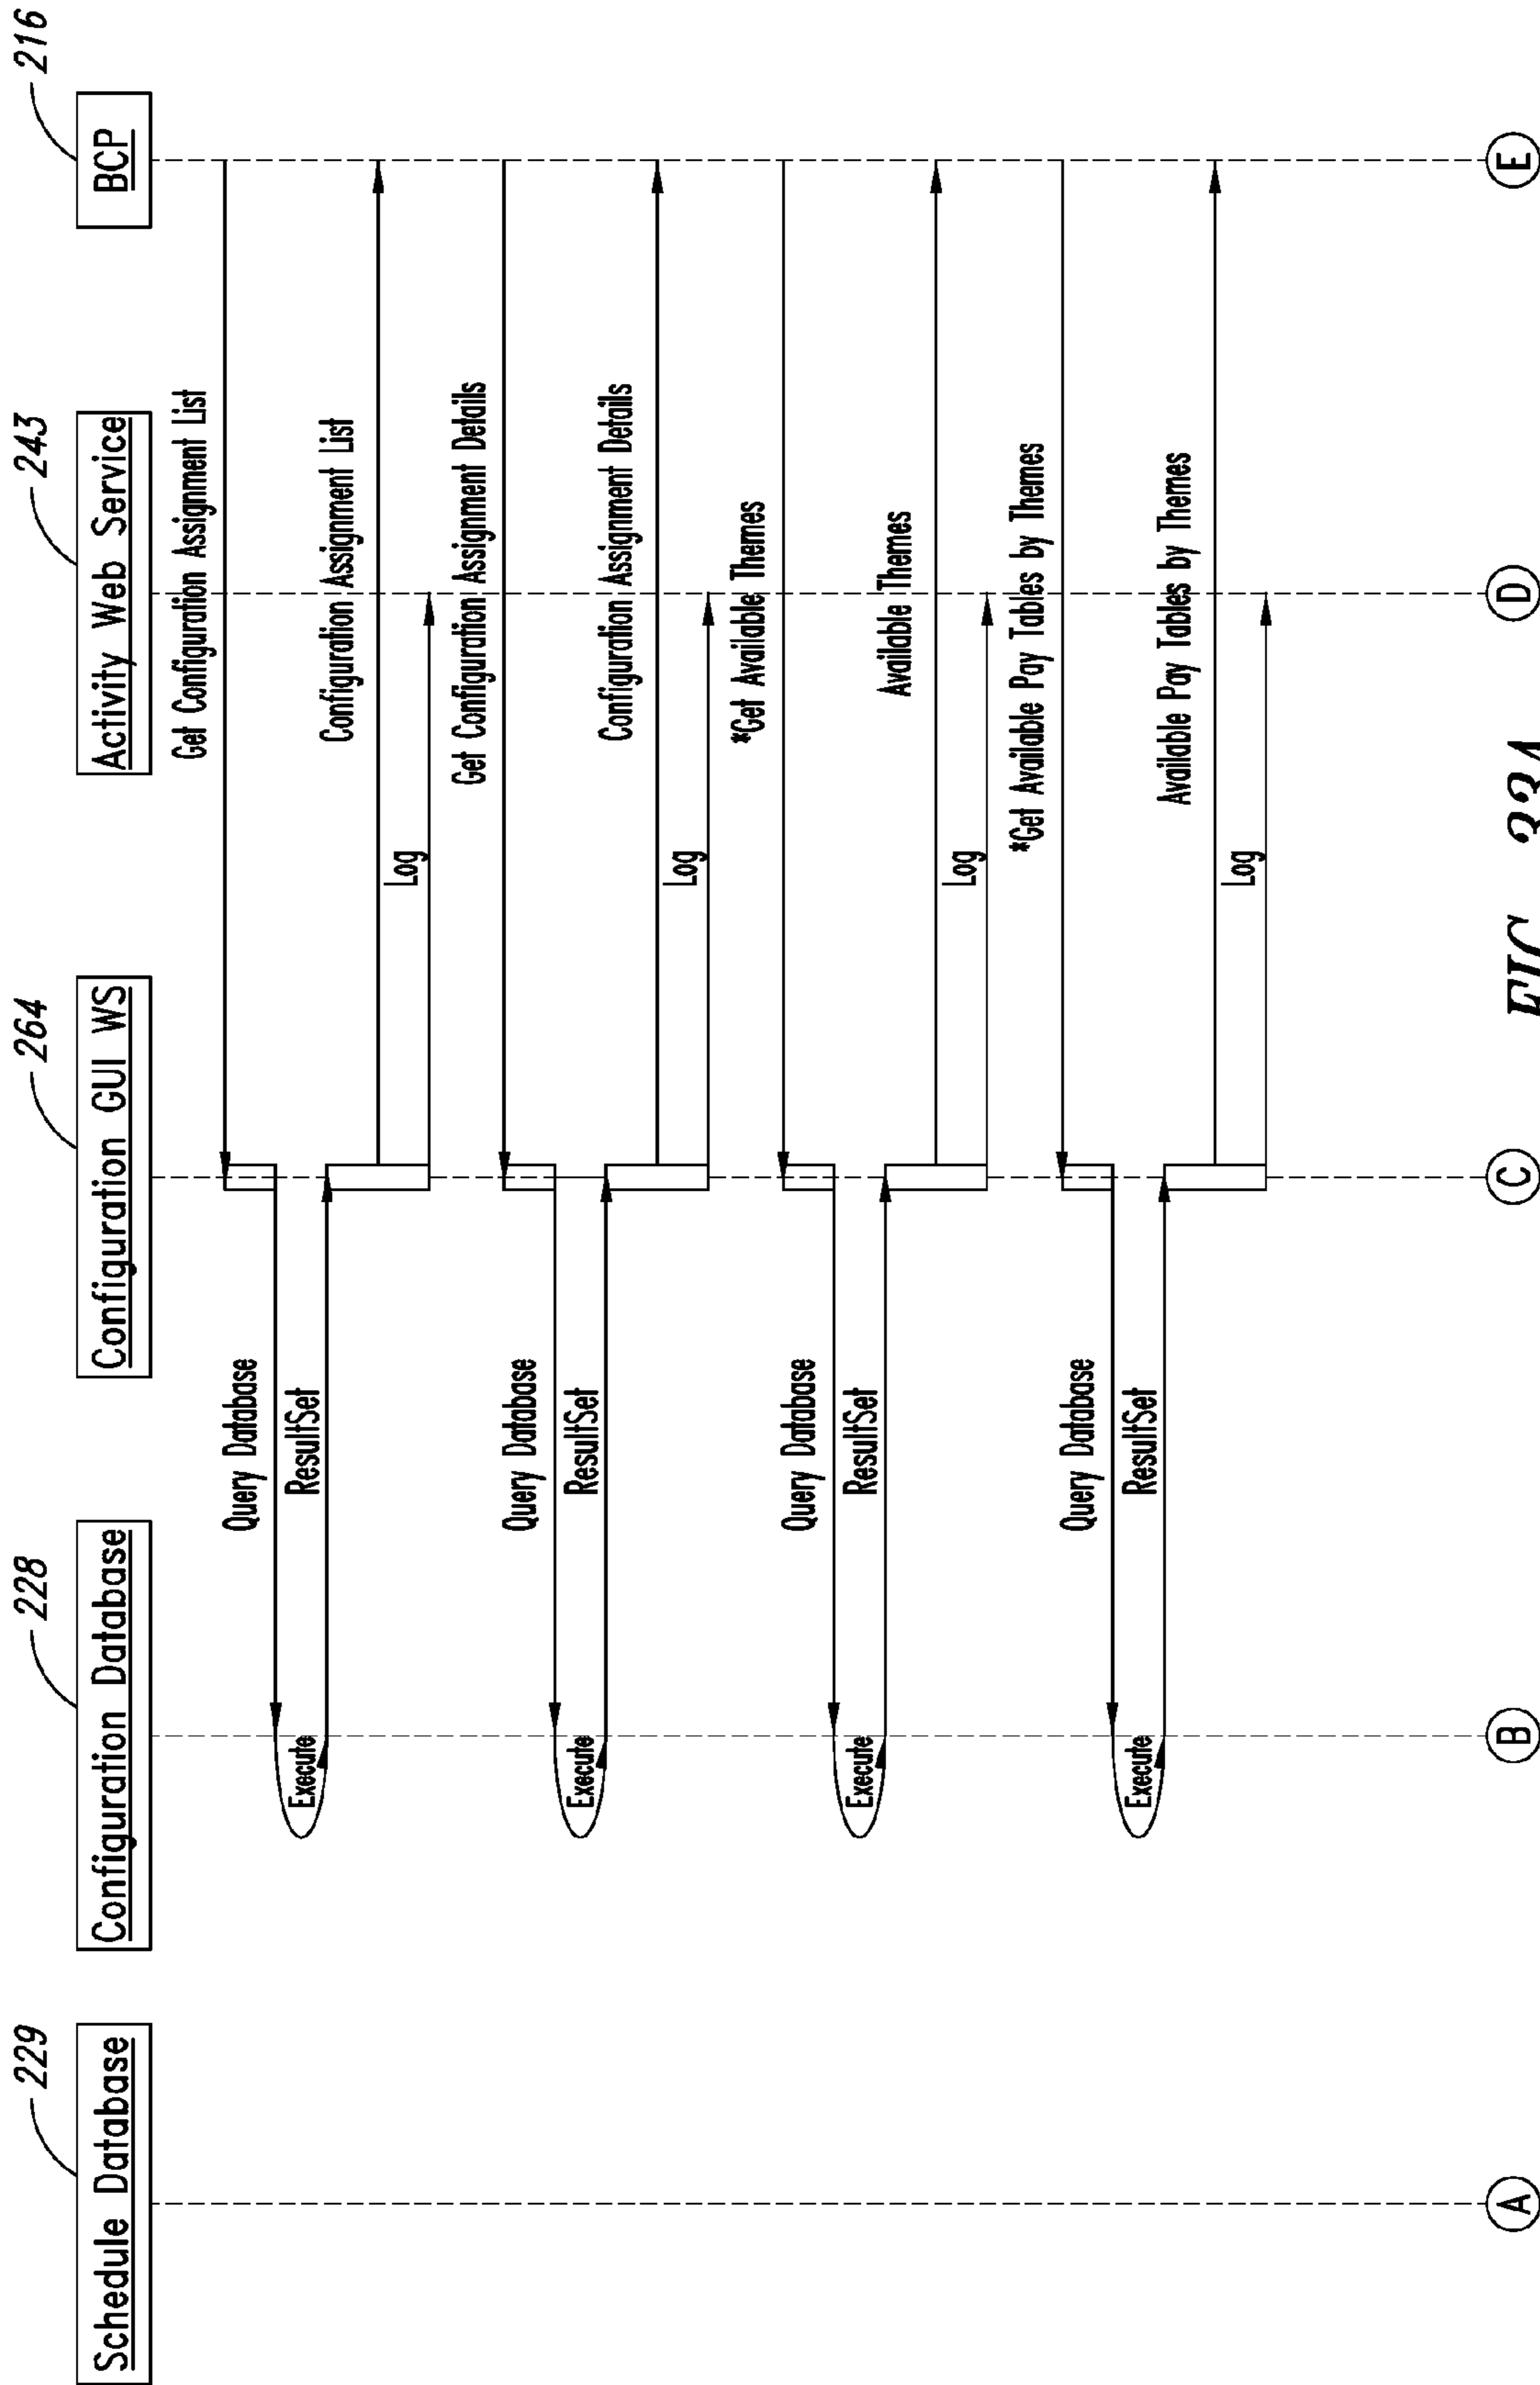 229
228
264
243
216
Schedule Database
Configuration Database
Configuration GUI WS
Activity Web Service
BCP
Get Configuration Assignment List
Query Database
Execute
ResultSet
Configuration Assignment List
Log
Get Configuration Assignment Details
Query Database
Execute
ResultSet
Configuration Assignment Details
Log
*Get Available Themes
Query Database
Execute
ResultSet
Available Themes
Log
*Get Available Pay Tables by Themes
Query Database
Execute
ResultSet
Available Pay Tables by Themes
Log
A
B
C
D
E